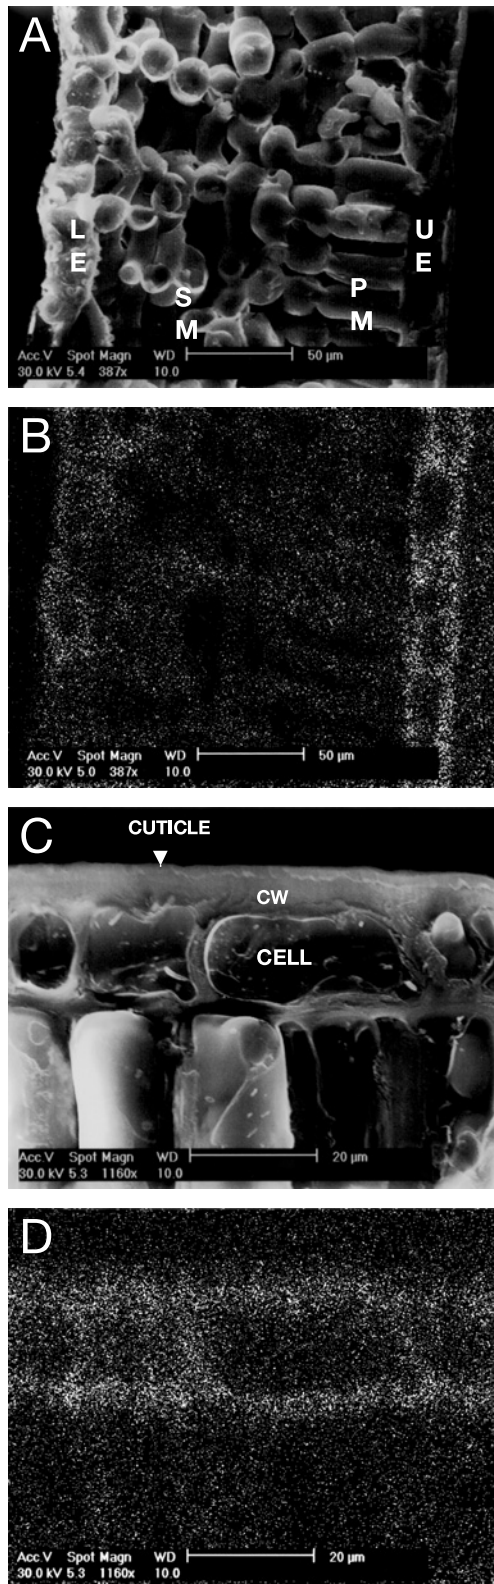 A
L
E
S
M
P
M
U
E
Acc.V Spot Magn WD 50 µm
30.0 kV 5.4 387x 10.0
B
Acc.V Spot Magn WD 50 µm
30.0 kV 5.0 387x 10.0
C
CUTICLE
CW
CELL
Acc.V Spot Magn WD 20 µm
30.0 kV 5.3 1160x 10.0
D
Acc.V Spot Magn WD 20 µm
30.0 kV 5.3 1160x 10.0